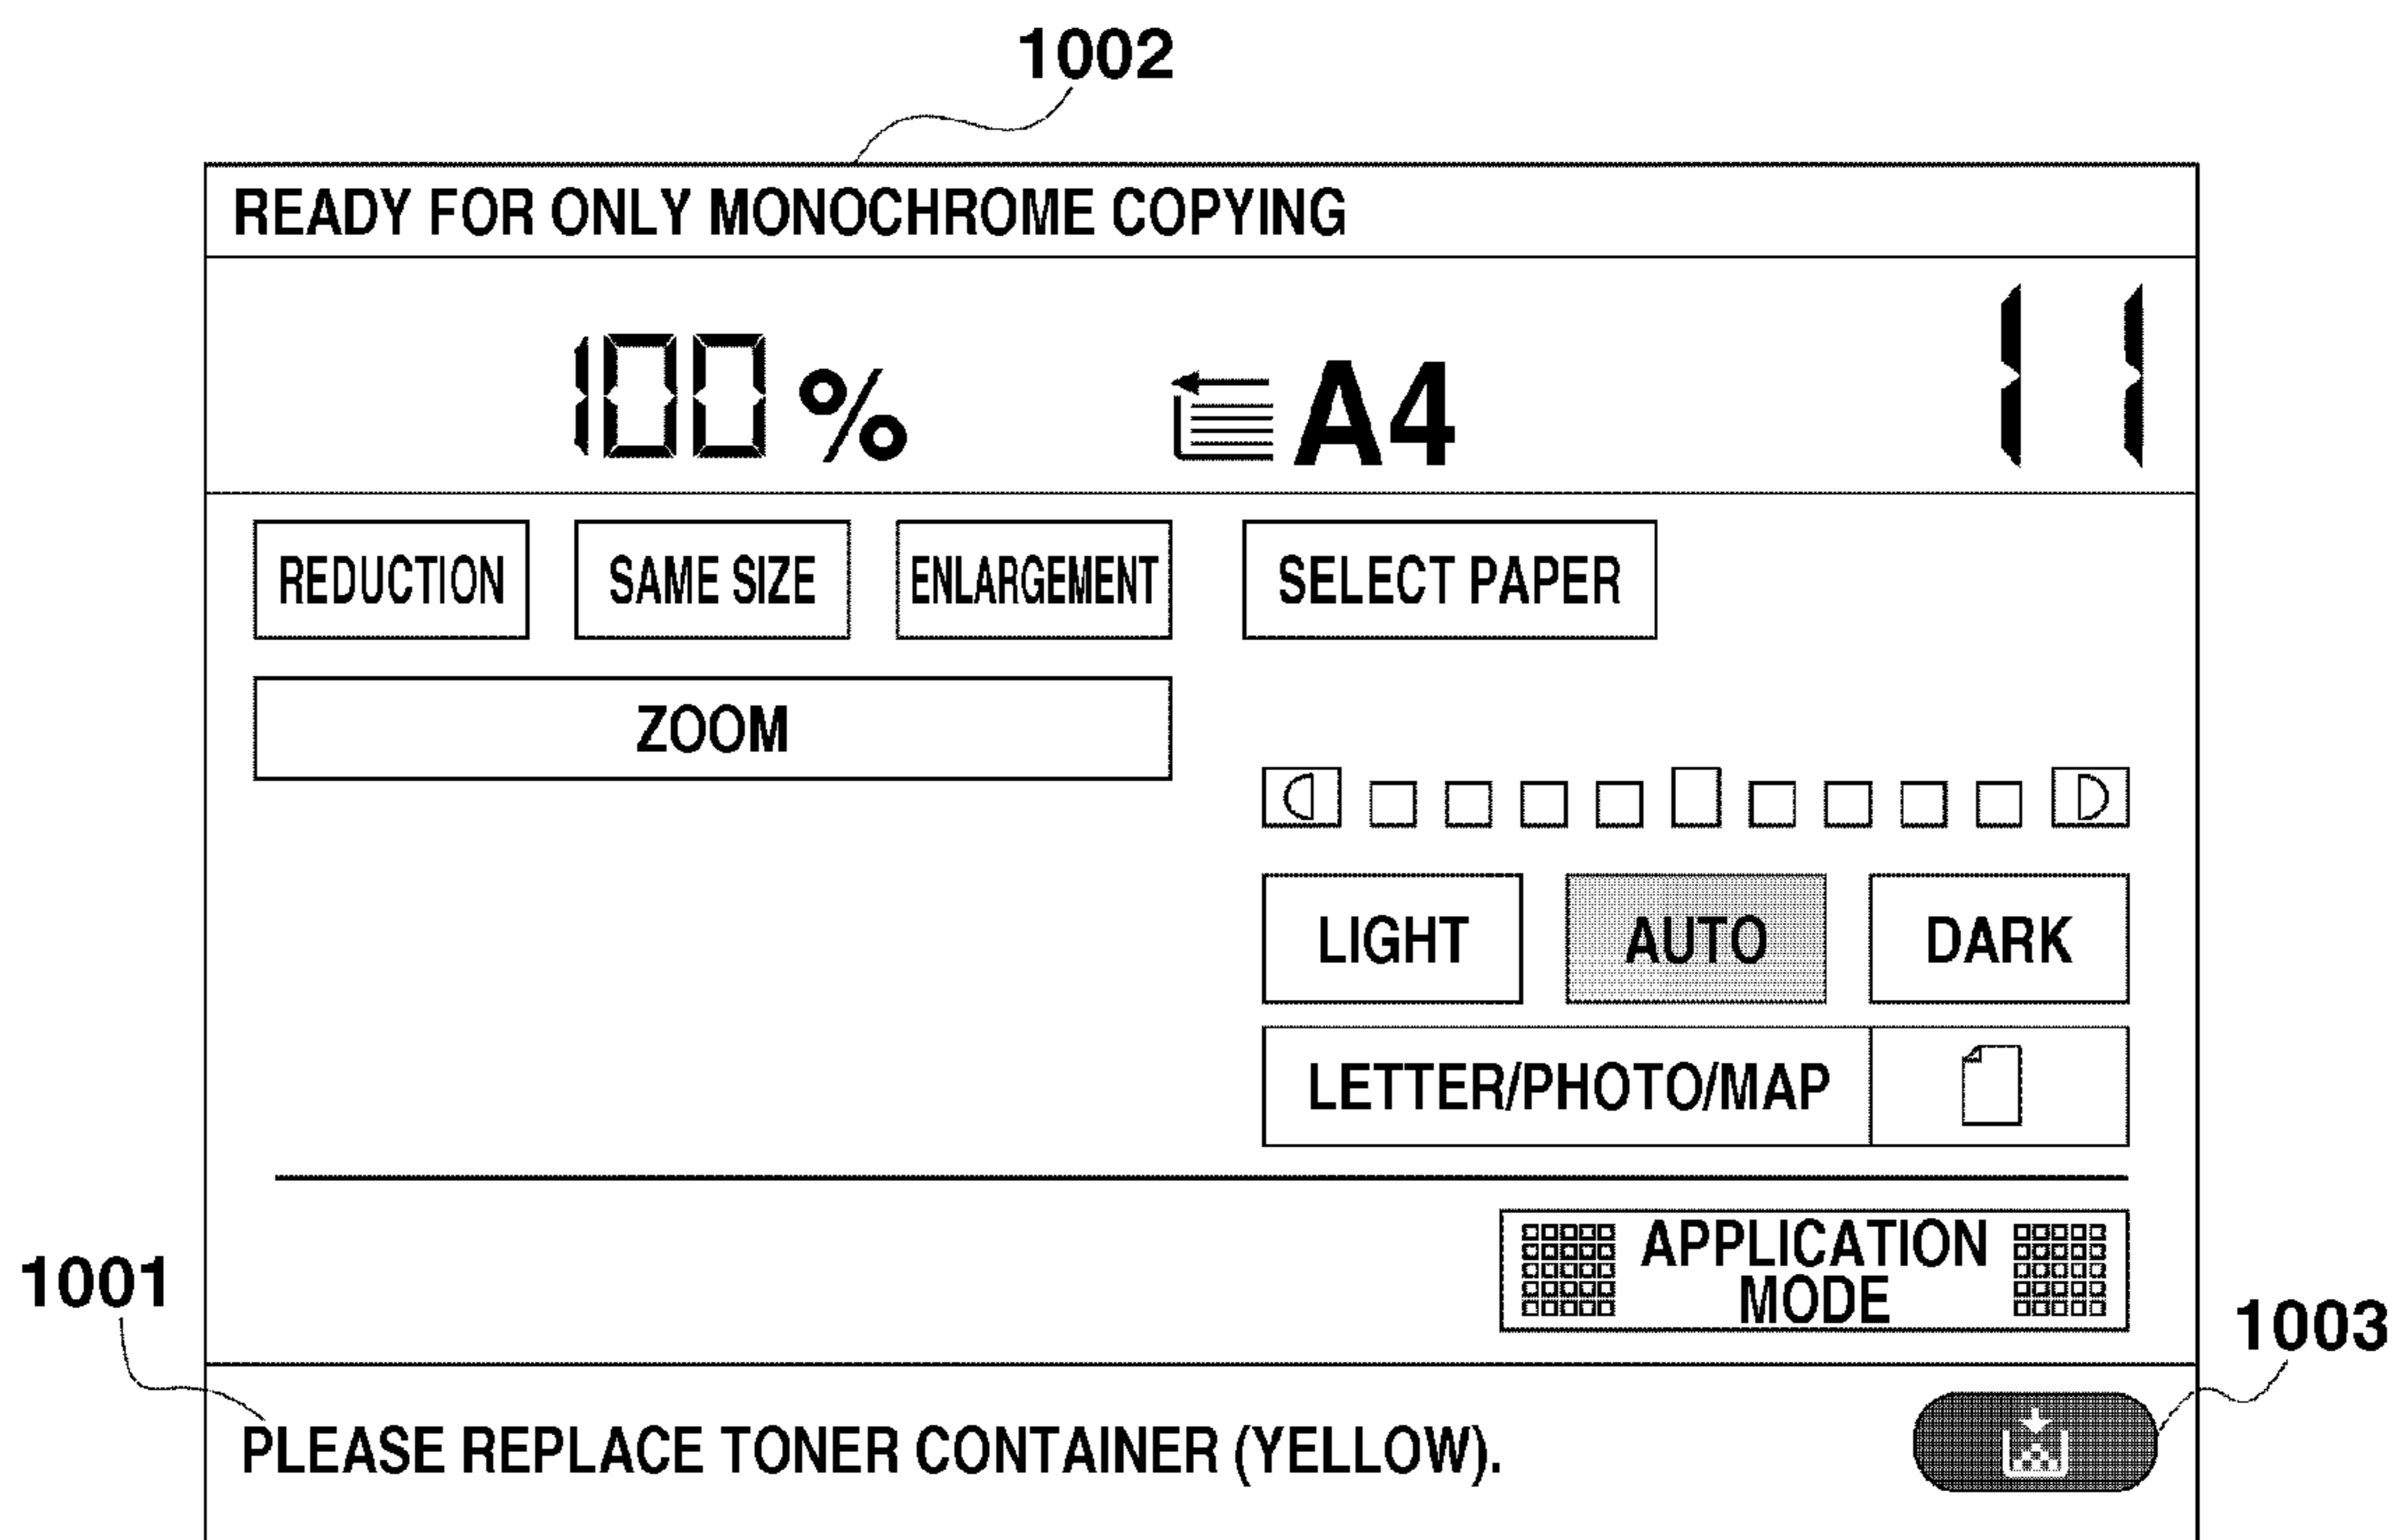 1002
READY FOR ONLY MONOCHROME COPYING
100% A4 11
REDUCTION SAME SIZE ENLARGEMENT SELECT PAPER
ZOOM
LIGHT AUTO DARK
LETTER/PHOTO/MAP
APPLICATION
MODE
1001
1003
PLEASE REPLACE TONER CONTAINER (YELLOW).